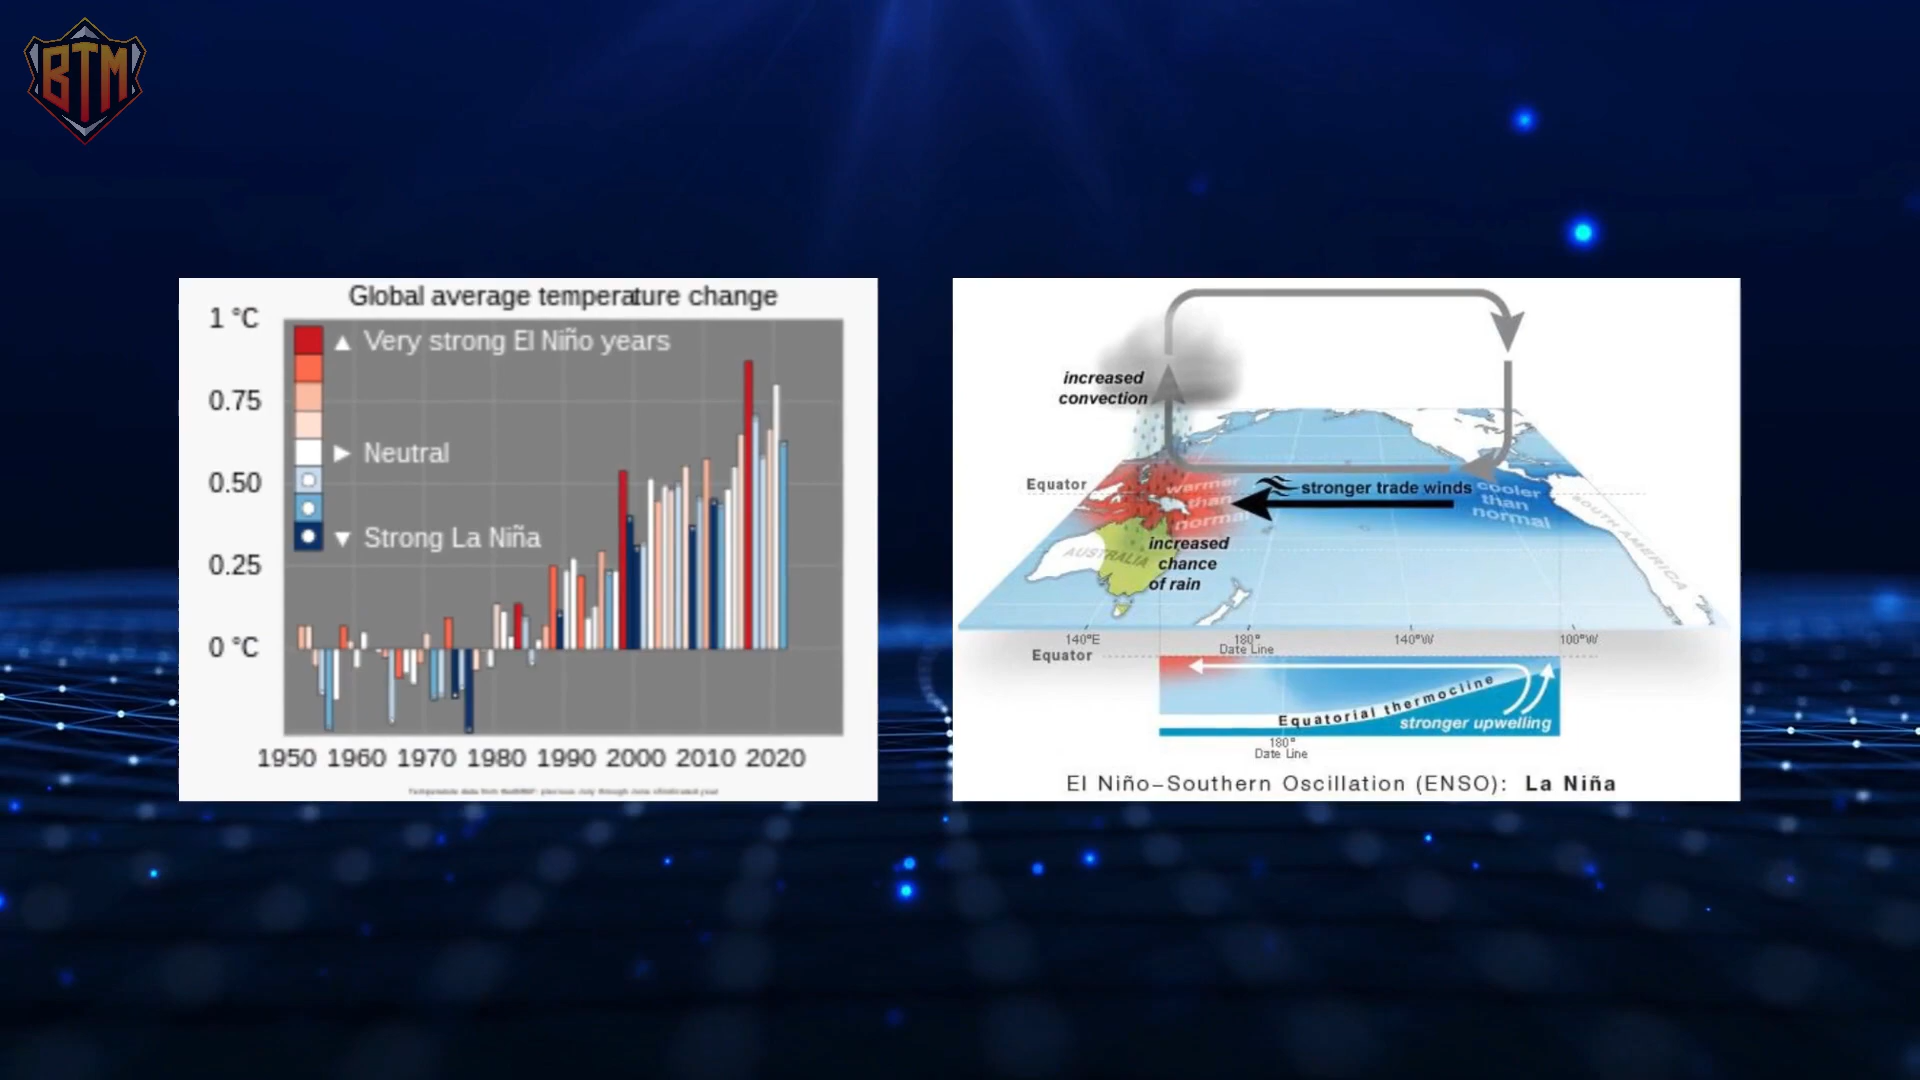 BTM
Global average temperature change
1 °C
▲ Very strong El Niño years
0.75
► Neutral
0.50
▼ Strong La Niña
0.25
0 °C
1950 1960 1970 1980 1990 2000 2010 2020
increased
convection
Equator
warmer
than
normal
stronger trade winds
cooler
than
normal
AUSTRALIA
increased
chance
of rain
SOUTH AMERICA
140°E 180° 140°W 100°W
Date Line
Equator
Equatorial thermocline
stronger upwelling
180°
Date Line
El Niño–Southern Oscillation (ENSO): La Niña